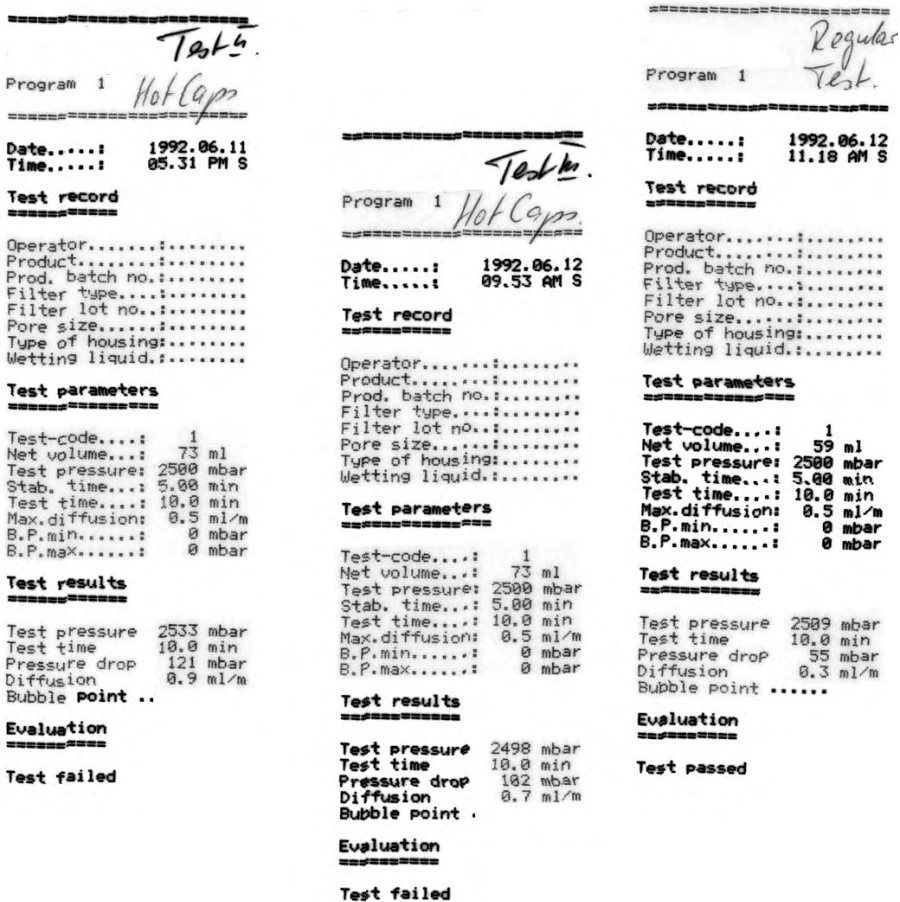 ====================
Test
Program 1
Hot Caps
====================
Date.....: 1992.06.11
Time.....: 05.31 PM S
Test record
===========
Operator.......:........
Product........:........
Prod. batch no.:........
Filter type....:........
Filter lot no..:........
Pore size......:........
Type of housing:........
Wetting liquid.:........
Test parameters
===============
Test-code....: 1
Net volume...: 73 ml
Test pressure: 2500 mbar
Stab. time...: 5.00 min
Test time....: 10.0 min
Max.diffusion: 0.5 ml/m
B.P.min......: 0 mbar
B.P.max......: 0 mbar
Test results
============
Test pressure 2533 mbar
Test time 10.0 min
Pressure drop 121 mbar
Diffusion 0.9 ml/m
Bubble point ..
Evaluation
==========
Test failed
====================
Test
Program 1
Hot Caps.
====================
Date.....: 1992.06.12
Time.....: 09.53 AM S
Test record
===========
Operator.......:........
Product........:........
Prod. batch no.:........
Filter type....:........
Filter lot no..:........
Pore size......:........
Type of housing:........
Wetting liquid.:........
Test parameters
===============
Test-code....: 1
Net volume...: 73 ml
Test pressure: 2500 mbar
Stab. time...: 5.00 min
Test time....: 10.0 min
Max.diffusion: 0.5 ml/m
B.P.min......: 0 mbar
B.P.max......: 0 mbar
Test results
============
Test pressure 2498 mbar
Test time 10.0 min
Pressure drop 102 mbar
Diffusion 0.7 ml/m
Bubble point .
Evaluation
==========
Test failed
====================
Regular
Program 1
Test.
====================
Date.....: 1992.06.12
Time.....: 11.18 AM S
Test record
===========
Operator.......:........
Product........:........
Prod. batch no.:........
Filter type....:........
Filter lot no..:........
Pore size......:........
Type of housing:........
Wetting liquid.:........
Test parameters
===============
Test-code....: 1
Net volume...: 59 ml
Test pressure: 2500 mbar
Stab. time...: 5.00 min
Test time....: 10.0 min
Max.diffusion: 0.5 ml/m
B.P.min......: 0 mbar
B.P.max......: 0 mbar
Test results
============
Test pressure 2509 mbar
Test time 10.0 min
Pressure drop 55 mbar
Diffusion 0.3 ml/m
Bubble point ......
Evaluation
==========
Test passed